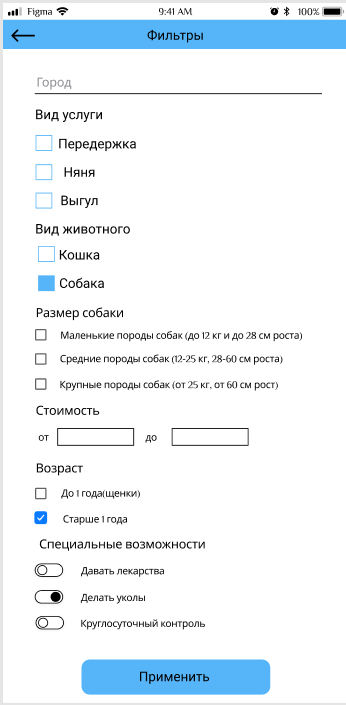 Figma 9:41 AM 100%
Фильтры
Город
Вид услуги
Передержка
Няня
Выгул
Вид животного
Кошка
Собака
Размер собаки
Маленькие породы собак (до 12 кг и до 28 см роста)
Средние породы собак (12-25 кг, 28-60 см роста)
Крупные породы собак (от 25 кг, от 60 см рост)
Стоимость
от до
Возраст
До 1 года(щенки)
Старше 1 года
Специальные возможности
Давать лекарства
Делать уколы
Круглосуточный контроль
Применить